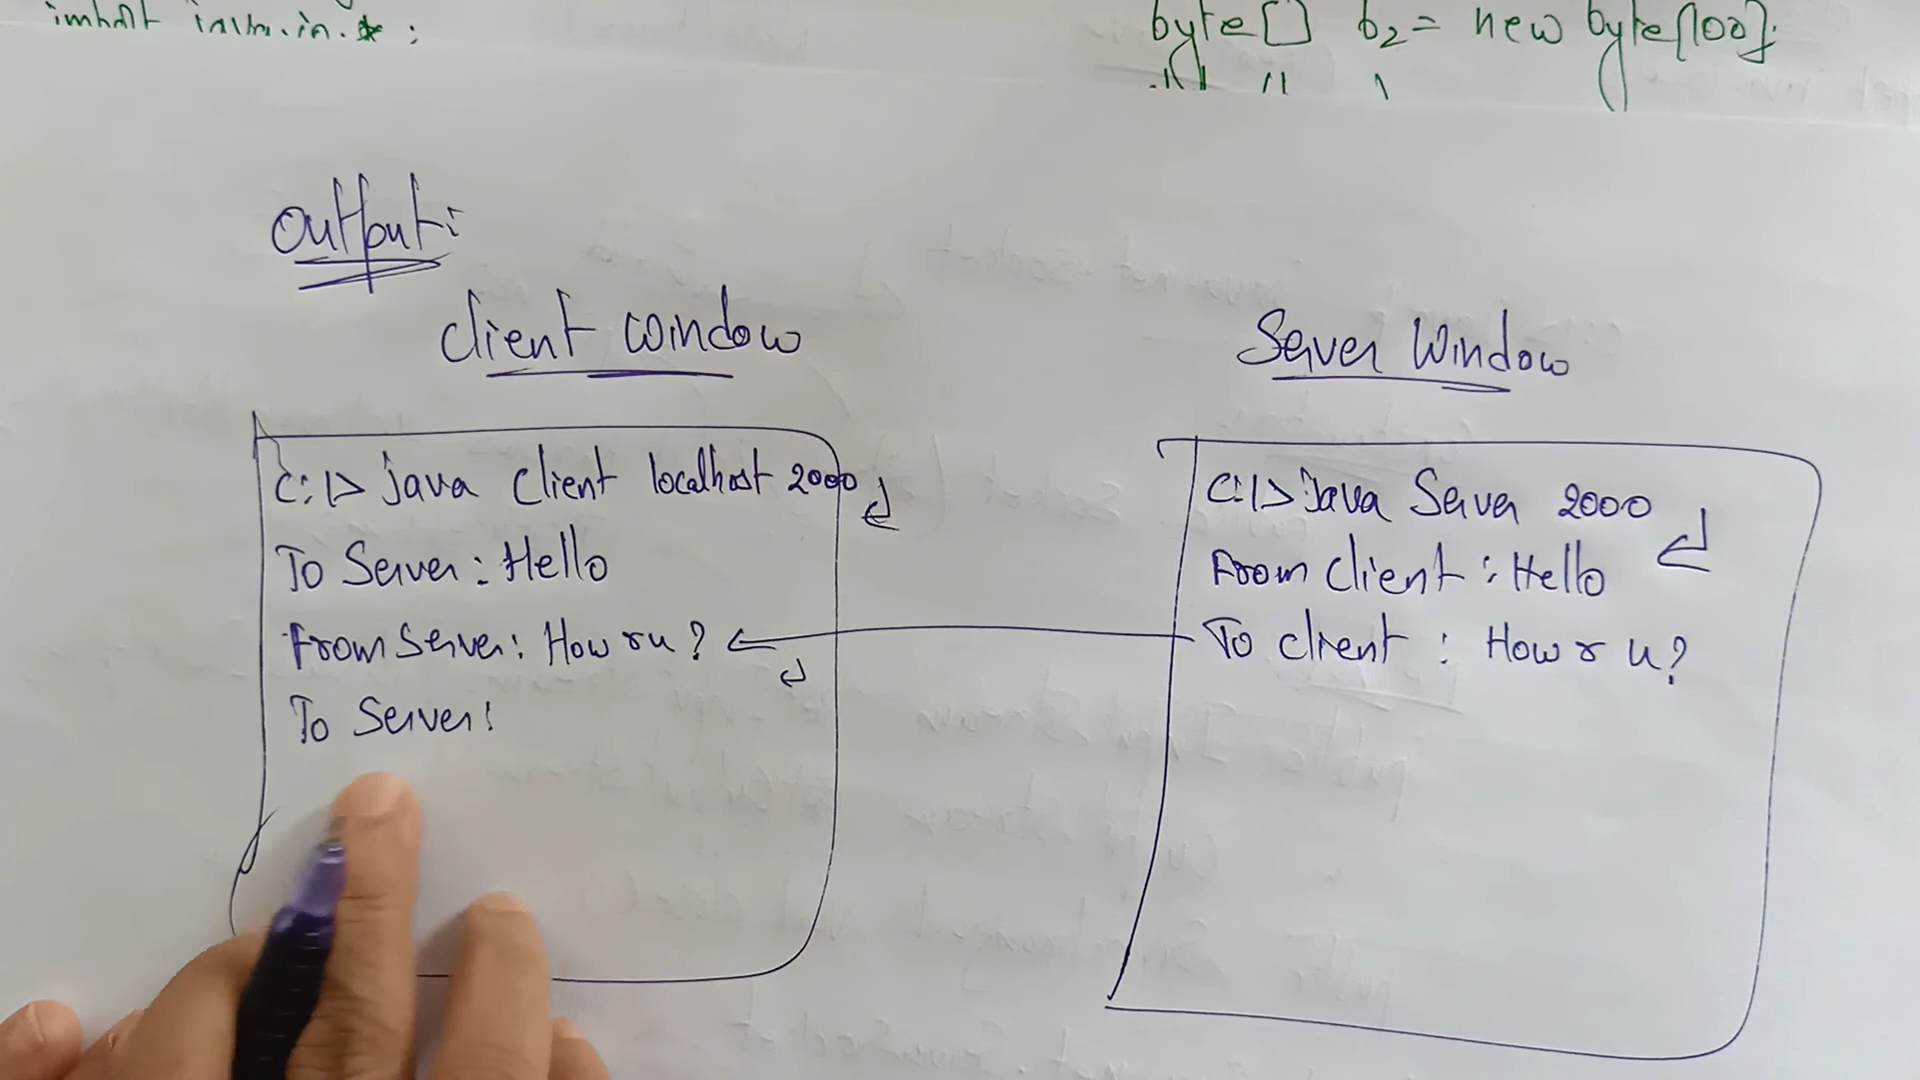 byte[] b2 = new byte[100];
Output:
Client Window
C:\> java Client localhost 2000
To Server: Hello
From Server: How r u?
To Server:
Server Window
C:\> Java Server 2000
From Client: Hello
To client: How r u?